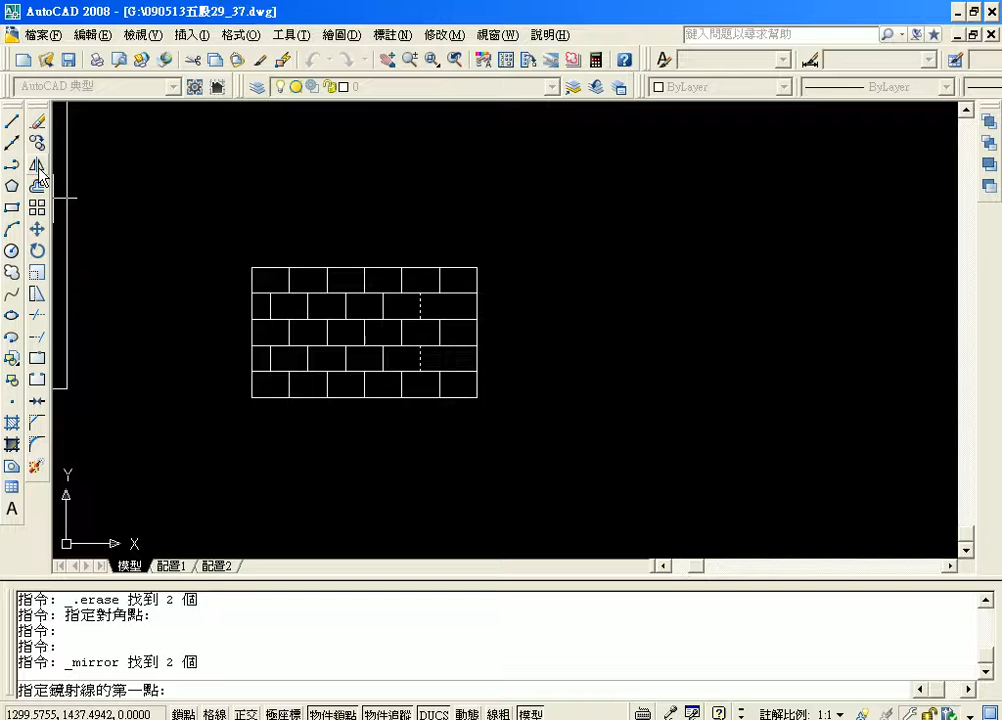 AutoCAD 2008 - [G:\090513五股29_37.dwg]
檔案(F) 編輯(E) 檢視(V) 插入(I) 格式(O) 工具(T) 繪圖(D) 標註(N) 修改(M) 視窗(W) 說明(H) 鍵入問題以尋求幫助
AutoCAD 典型 0 ByLayer ByLayer
A
Y
X
模型 配置1 配置2
指令: _.erase 找到 2 個
指令: 指定對角點:
指令:
指令:
指令: _mirror 找到 2 個
指定鏡射線的第一點:
1299.5755, 1437.4942, 0.0000 鎖點 格線 正交 極座標 物件鎖點 物件追蹤 DUCS 動態 線粗 模型 註解比例: 1:1